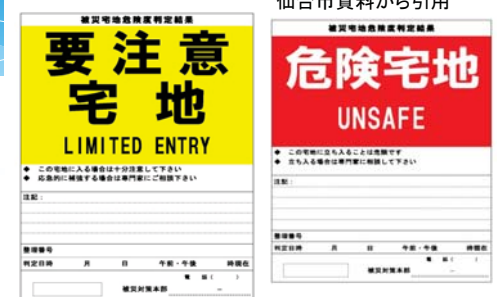 仙台市資料から引用
被災宅地危険度判定結果
要注意
宅地
LIMITED ENTRY
◆ この宅地に入る場合は十分注意して下さい
◆ 応急的に補強する場合は専門家にご相談下さい
注記:
整理番号
判定日時 月 日 午前・午後 時現在
電話( )
被災対策本部 −
被災宅地危険度判定結果
危険宅地
UNSAFE
◆ この宅地に立ち入ることは危険です
◆ 立ち入る場合は専門家に相談して下さい
注記:
整理番号
判定日時 月 日 午前・午後 時現在
電話( )
被災対策本部 −